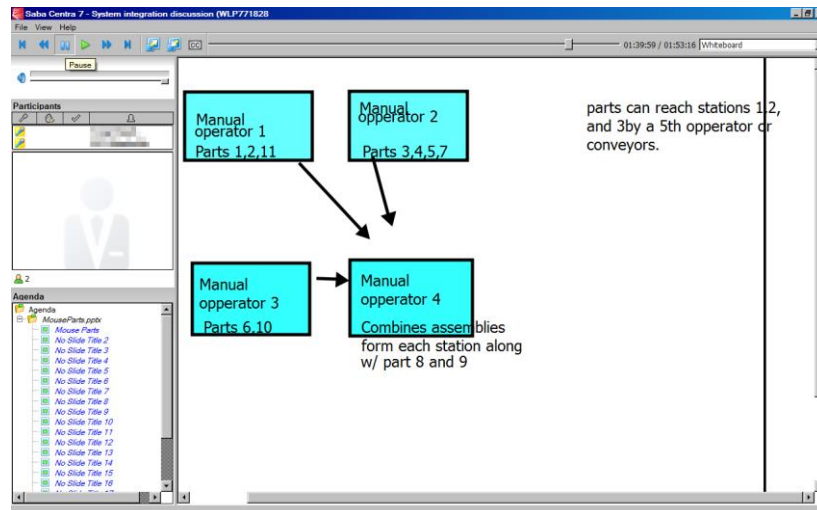 Saba Centra 7 - System integration discussion (WLP771828
File View Help
CC
01:39:59 / 01:53:16 Whiteboard
Pause
Participants
2
Agenda
Agenda
MouseParts.pptx
Mouse Parts
No Slide Title 2
No Slide Title 3
No Slide Title 4
No Slide Title 5
No Slide Title 6
No Slide Title 7
No Slide Title 8
No Slide Title 9
No Slide Title 10
No Slide Title 11
No Slide Title 12
No Slide Title 13
No Slide Title 14
No Slide Title 15
No Slide Title 16
Manual
operator 1
Parts 1,2,11
Manual
opperator 2
Parts 3,4,5,7
parts can reach stations 1,2,
and 3by a 5th opperator or
conveyors.
Manual
opperator 3
Parts 6,10
Manual
opperator 4
Combines assemblies
form each station along
w/ part 8 and 9